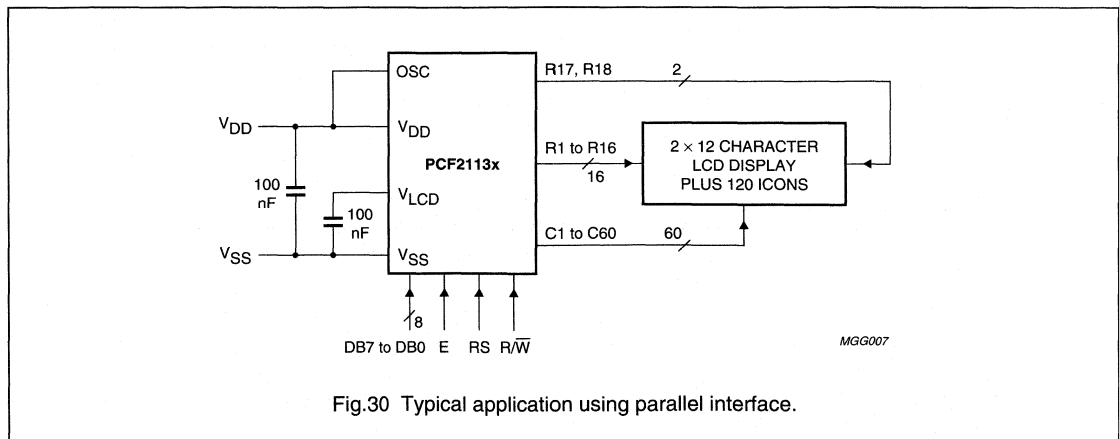 OSC
R17, R18 2
V_DD V_DD
PCF2113x
R1 to R16
16
2 × 12 CHARACTER
LCD DISPLAY
PLUS 120 ICONS
100
nF
V_LCD
100
nF
C1 to C60 60
V_SS V_SS
8
DB7 to DB0 E RS R/W̅
MGG007
Fig.30 Typical application using parallel interface.